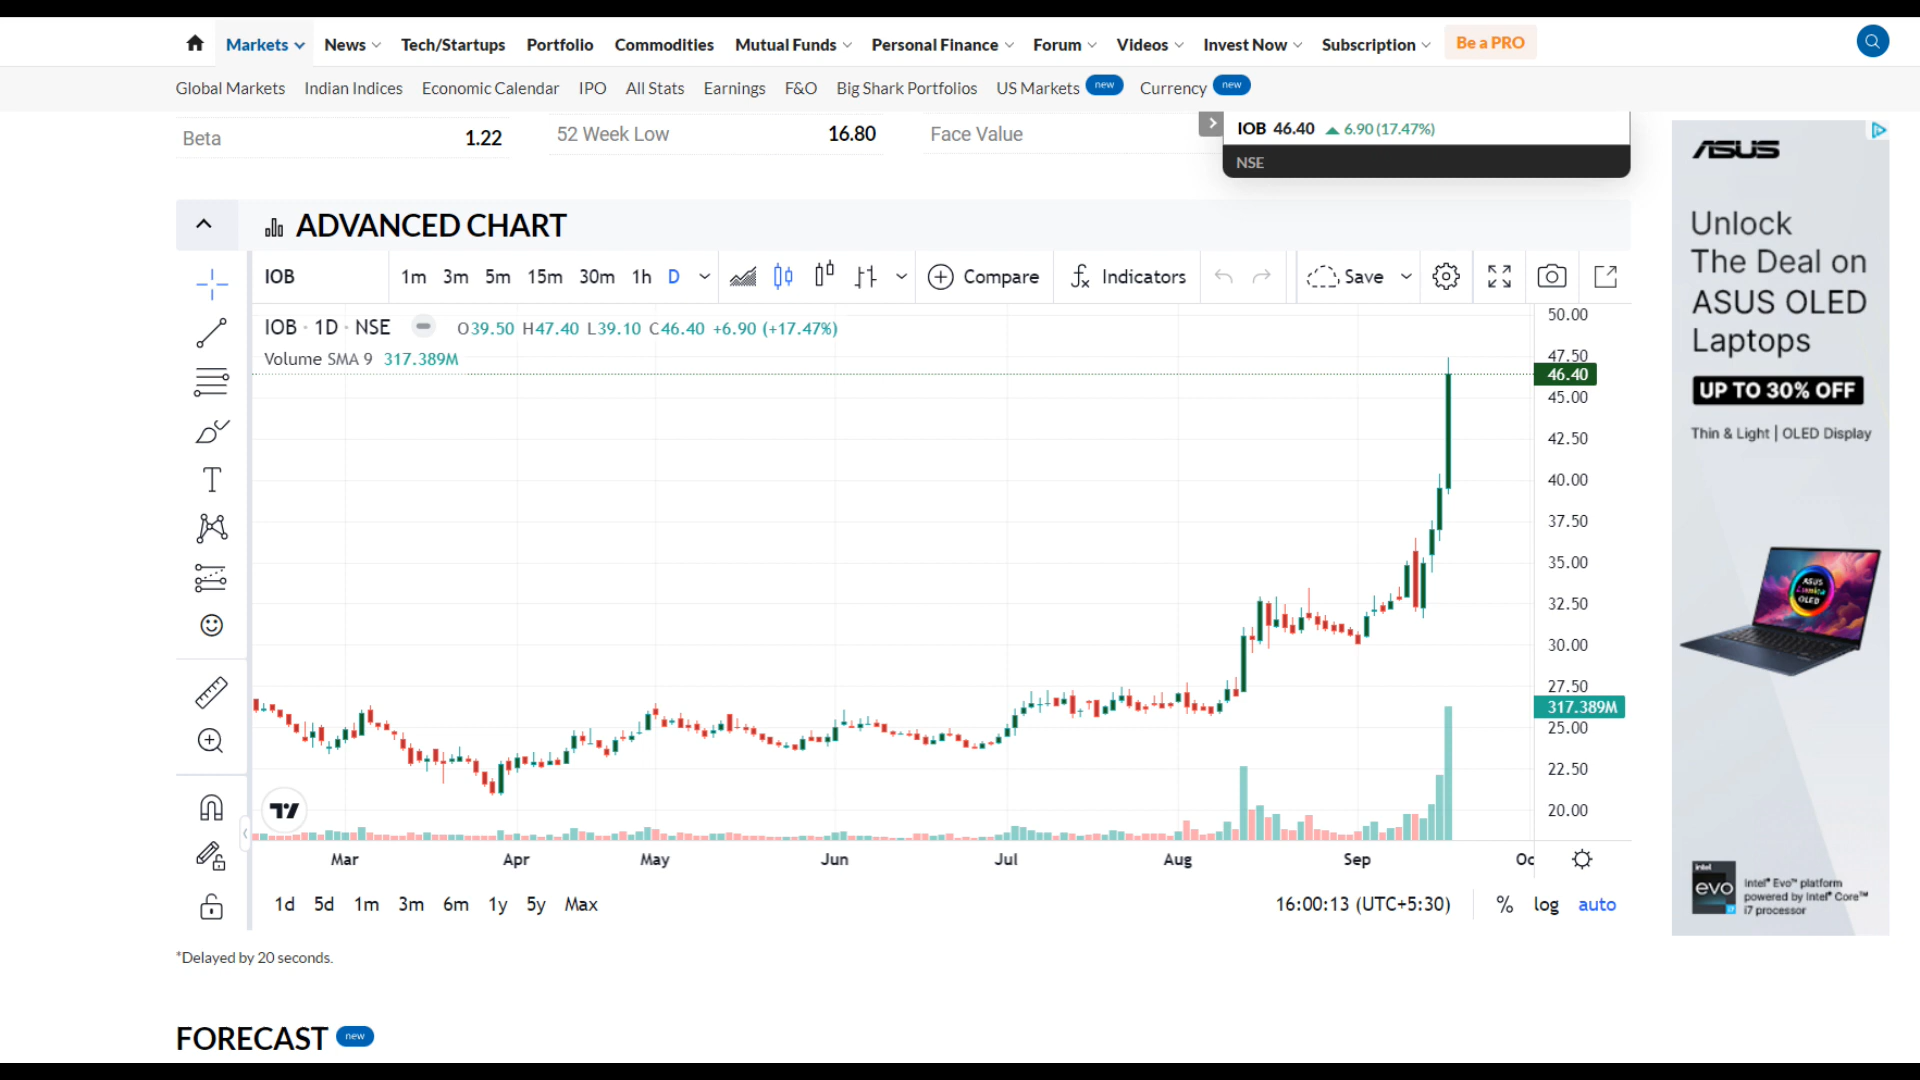 Markets News Tech/Startups Portfolio Commodities Mutual Funds Personal Finance Forum Videos Invest Now Subscription Be a PRO
Global Markets Indian Indices Economic Calendar IPO All Stats Earnings F&O Big Shark Portfolios US Markets new Currency new
Beta 1.22 52 Week Low 16.80 Face Value
IOB 46.40 ▲ 6.90 (17.47%)
NSE
ADVANCED CHART
IOB 1m 3m 5m 15m 30m 1h D Compare Indicators Save
IOB · 1D · NSE O39.50 H47.40 L39.10 C46.40 +6.90 (+17.47%)
Volume SMA 9 317.389M
50.00
47.50
46.40
45.00
42.50
40.00
37.50
35.00
32.50
30.00
27.50
317.389M
25.00
22.50
20.00
Mar Apr May Jun Jul Aug Sep Oc
1d 5d 1m 3m 6m 1y 5y Max 16:00:13 (UTC+5:30) % log auto
*Delayed by 20 seconds.
FORECAST new
ASUS
Unlock
The Deal on
ASUS OLED
Laptops
UP TO 30% OFF
Thin & Light | OLED Display
ASUS
Lumina
OLED
intel
evo
Intel® Evo™ platform
powered by Intel® Core™
i7 processor